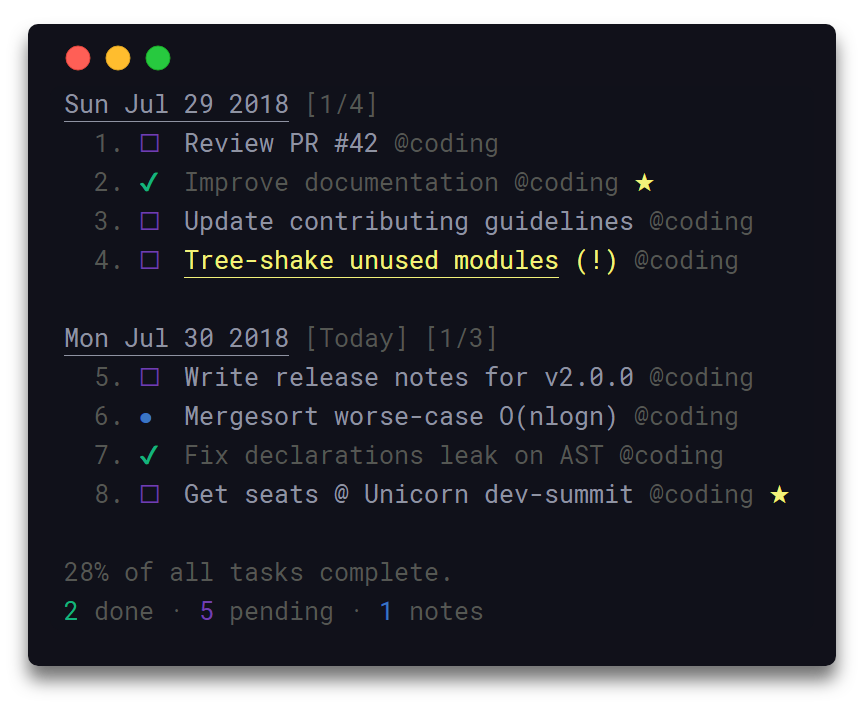 Sun Jul 29 2018 [1/4]
1. ☐ Review PR #42 @coding
2. ✔ Improve documentation @coding ★
3. ☐ Update contributing guidelines @coding
4. ☐ Tree-shake unused modules (!) @coding
Mon Jul 30 2018 [Today] [1/3]
5. ☐ Write release notes for v2.0.0 @coding
6. ● Mergesort worse-case O(nlogn) @coding
7. ✔ Fix declarations leak on AST @coding
8. ☐ Get seats @ Unicorn dev-summit @coding ★
28% of all tasks complete.
2 done · 5 pending · 1 notes